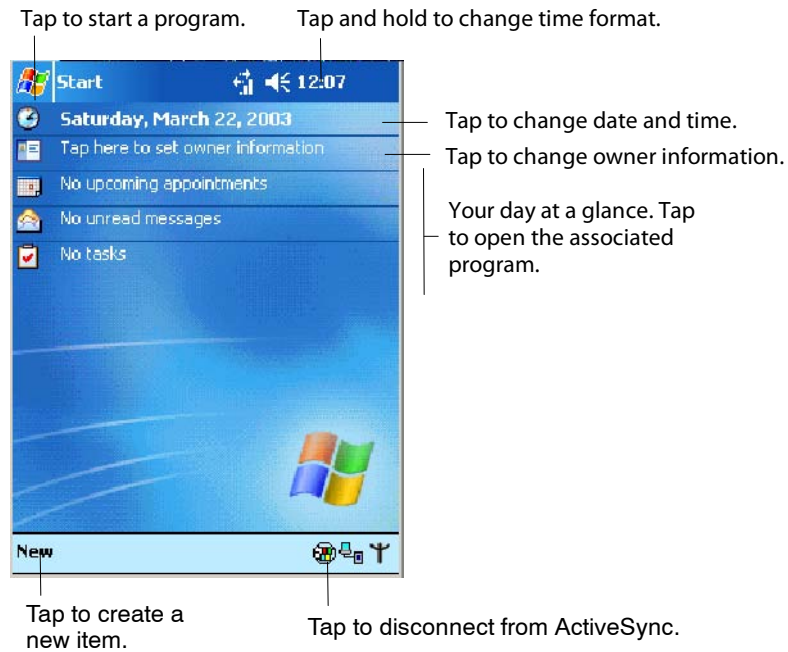 Tap to start a program.
Tap and hold to change time format.
Start
12:07
Saturday, March 22, 2003
Tap to change date and time.
Tap here to set owner information
Tap to change owner information.
No upcoming appointments
No unread messages
No tasks
Your day at a glance. Tap
to open the associated
program.
New
Tap to create a
new item.
Tap to disconnect from ActiveSync.